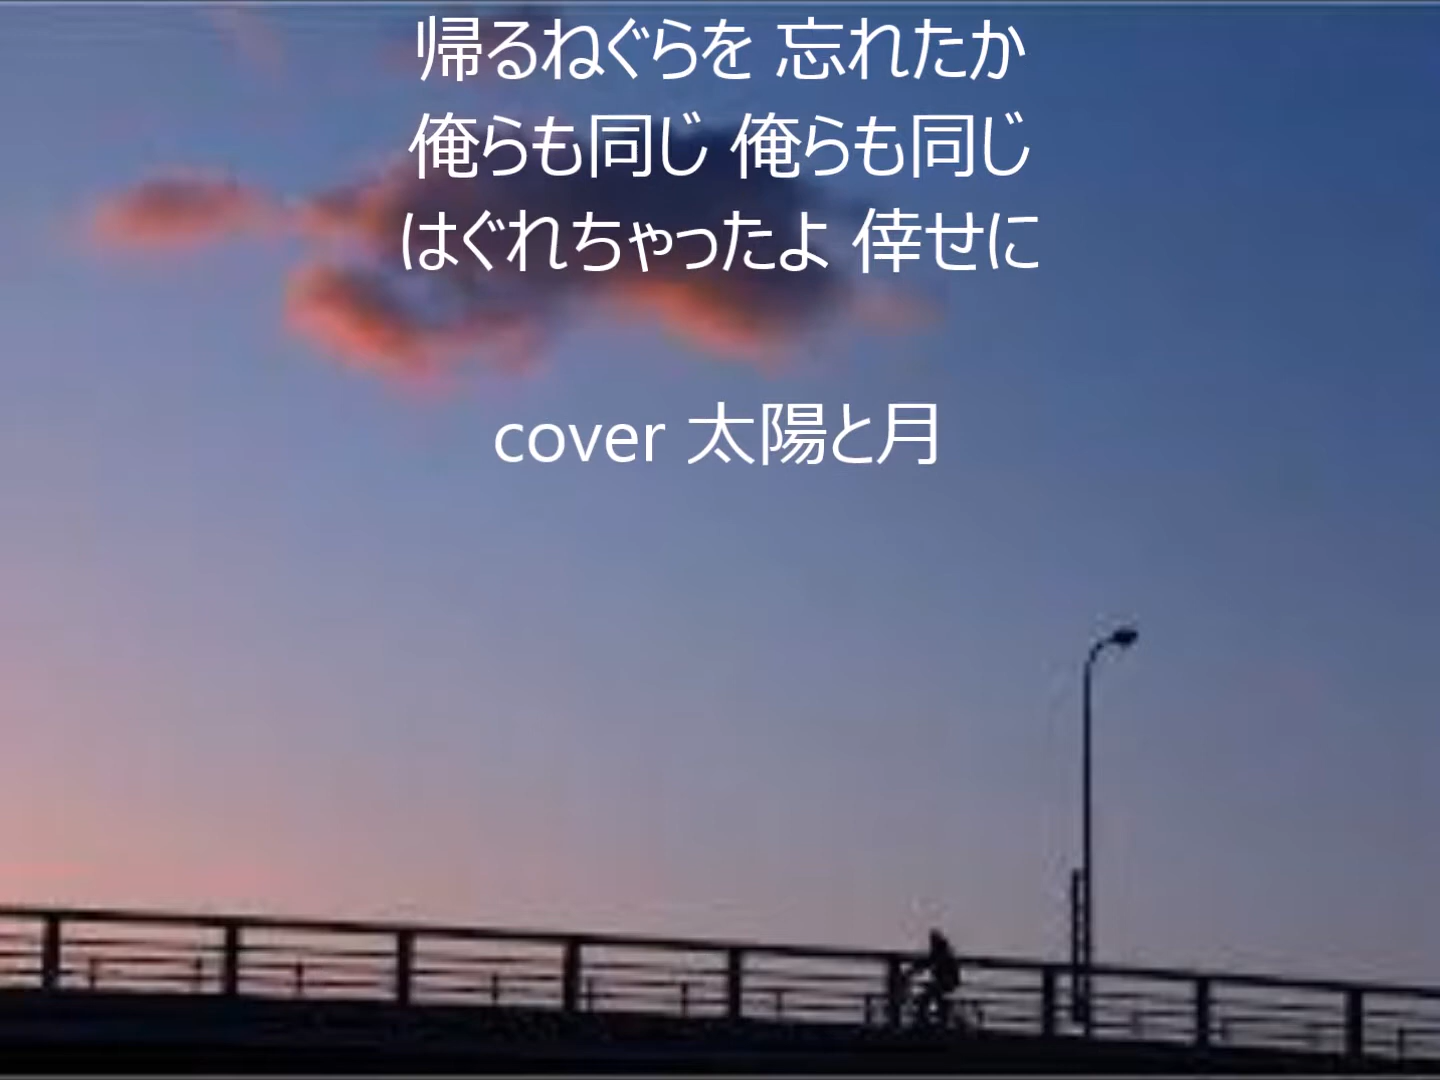 帰るねぐらを 忘れたか
俺らも同じ 俺らも同じ
はぐれちゃったよ 倖せに
cover 太陽と月